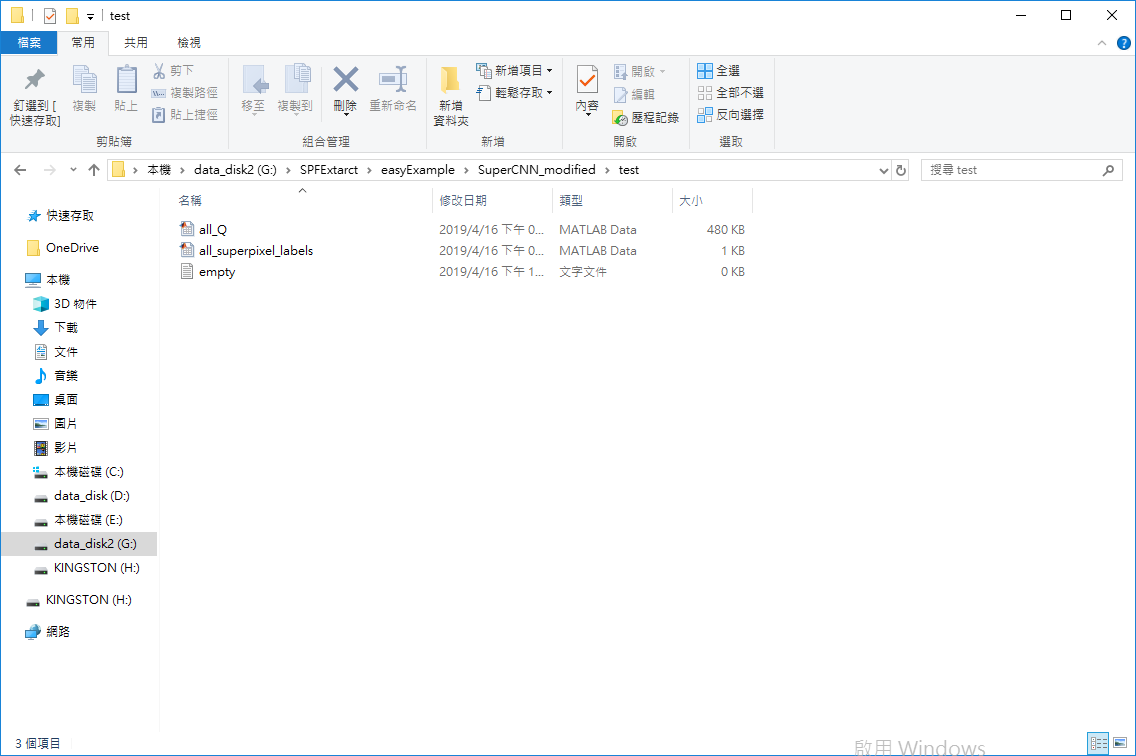 test
檔案 常用 共用 檢視
釘選到 [
快速存取]
複製
貼上
剪下
複製路徑
貼上捷徑
剪貼簿
移至
複製到
刪除
重新命名
組合管理
新增
資料夾
新增項目
輕鬆存取
新增
內容
開啟
編輯
歷程記錄
開啟
全選
全部不選
反向選擇
選取
本機 data_disk2 (G:) SPFExtarct easyExample SuperCNN_modified test
搜尋 test
名稱 修改日期 類型 大小
all_Q 2019/4/16 下午 0... MATLAB Data 480 KB
all_superpixel_labels 2019/4/16 下午 0... MATLAB Data 1 KB
empty 2019/4/16 下午 1... 文字文件 0 KB
快速存取
OneDrive
本機
3D 物件
下載
文件
音樂
桌面
圖片
影片
本機磁碟 (C:)
data_disk (D:)
本機磁碟 (E:)
data_disk2 (G:)
KINGSTON (H:)
KINGSTON (H:)
網路
3 個項目
啟用 Windows